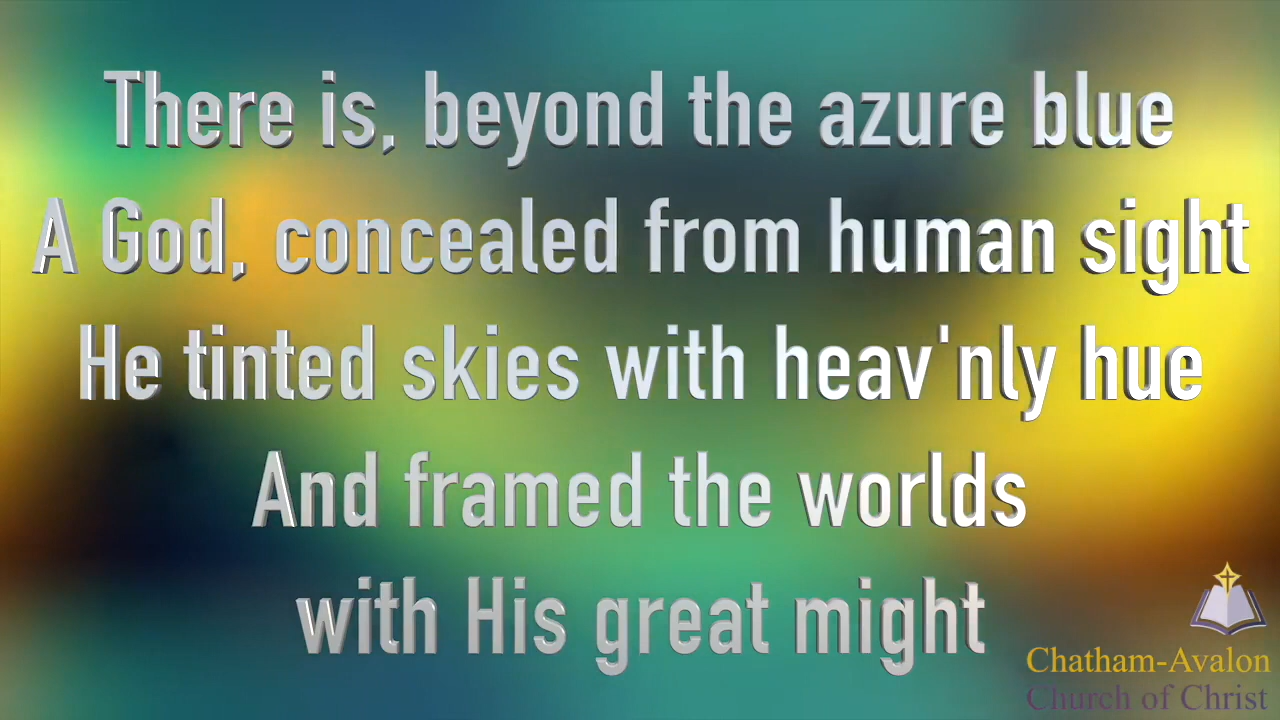 There is, beyond the azure blue
A God, concealed from human sight
He tinted skies with heav'nly hue
And framed the worlds
with His great might
Chatham-Avalon
Church of Christ